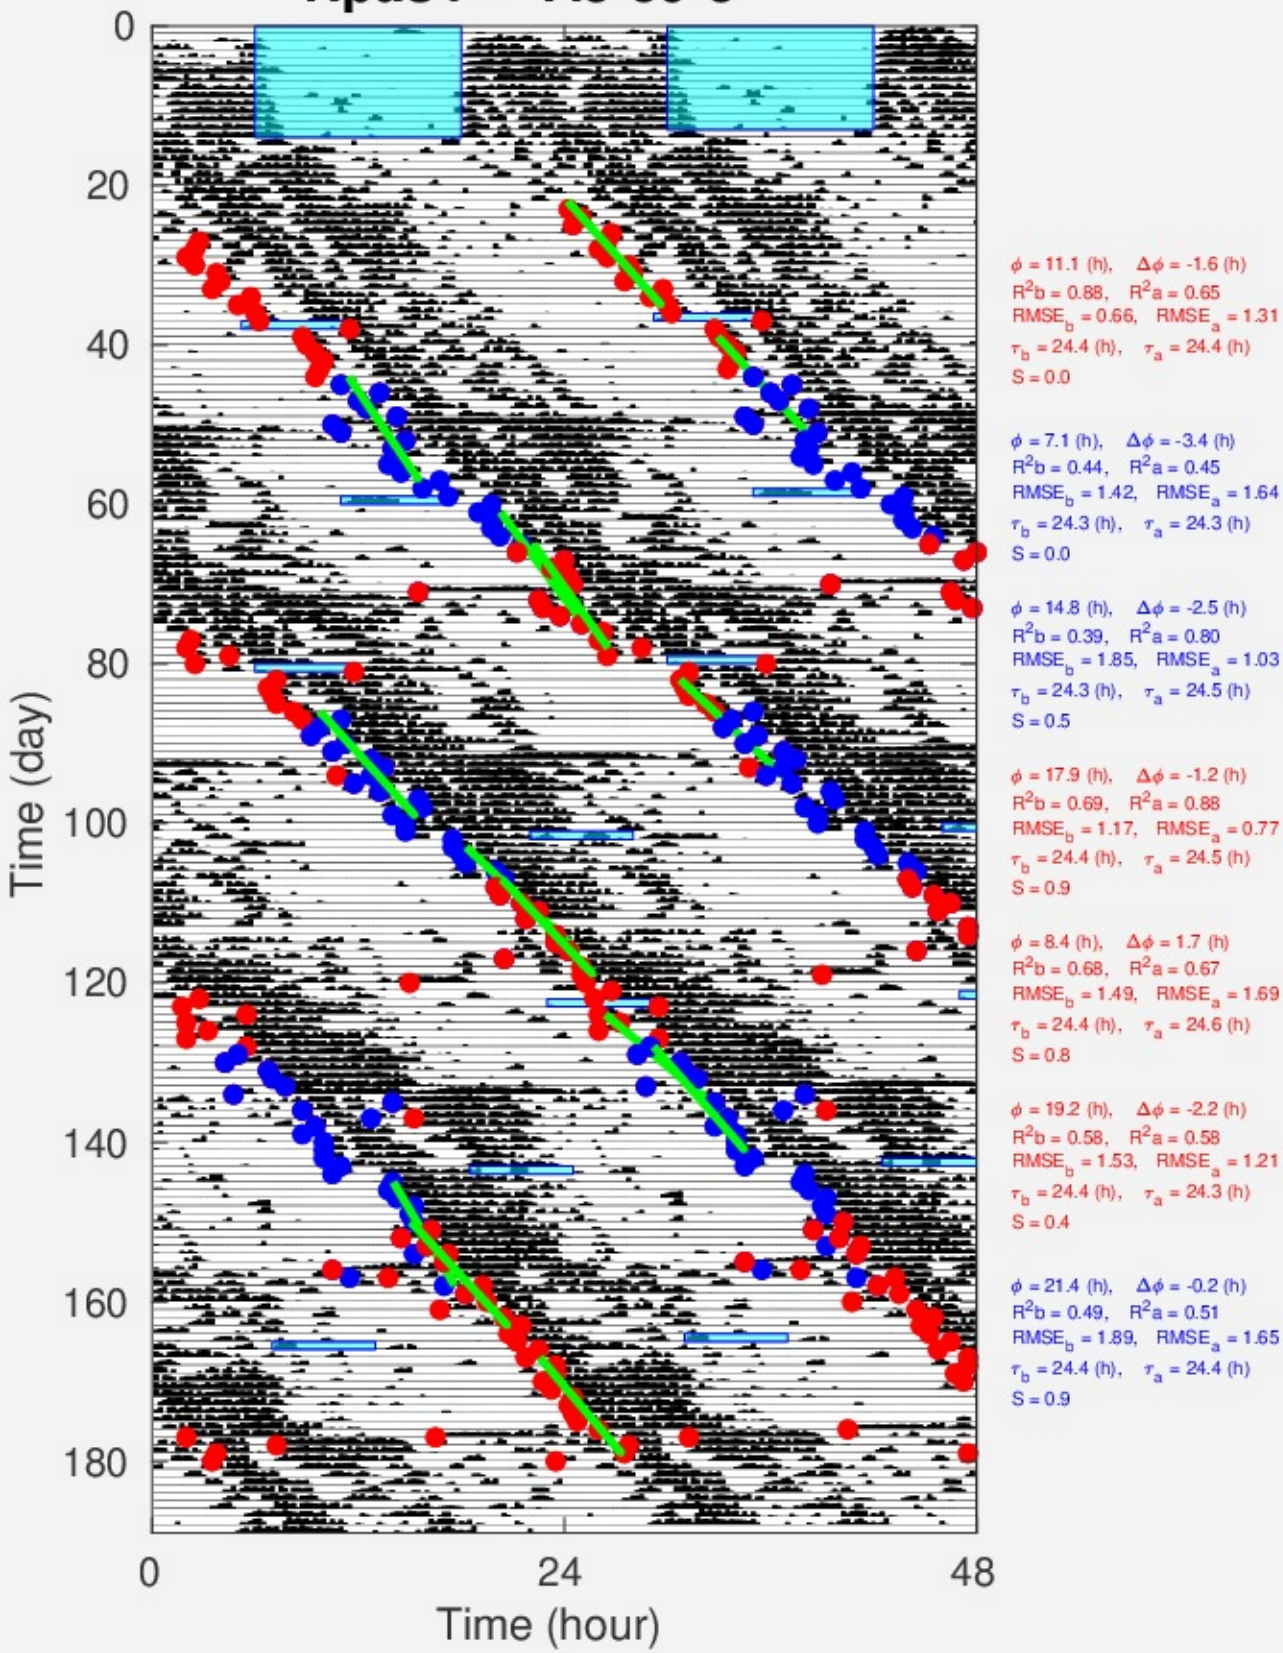 0
20
40
60
80
100
120
140
160
180
Time (day)
0
24
48
Time (hour)
ϕ = 11.1 (h), Δϕ = -1.6 (h)
R²b = 0.88, R²a = 0.65
RMSE_b = 0.66, RMSE_a = 1.31
τ_b = 24.4 (h), τ_a = 24.4 (h)
S = 0.0
ϕ = 7.1 (h), Δϕ = -3.4 (h)
R²b = 0.44, R²a = 0.45
RMSE_b = 1.42, RMSE_a = 1.64
τ_b = 24.3 (h), τ_a = 24.3 (h)
S = 0.0
ϕ = 14.8 (h), Δϕ = -2.5 (h)
R²b = 0.39, R²a = 0.80
RMSE_b = 1.85, RMSE_a = 1.03
τ_b = 24.3 (h), τ_a = 24.5 (h)
S = 0.5
ϕ = 17.9 (h), Δϕ = -1.2 (h)
R²b = 0.69, R²a = 0.88
RMSE_b = 1.17, RMSE_a = 0.77
τ_b = 24.4 (h), τ_a = 24.5 (h)
S = 0.9
ϕ = 8.4 (h), Δϕ = 1.7 (h)
R²b = 0.68, R²a = 0.67
RMSE_b = 1.49, RMSE_a = 1.69
τ_b = 24.4 (h), τ_a = 24.6 (h)
S = 0.8
ϕ = 19.2 (h), Δϕ = -2.2 (h)
R²b = 0.58, R²a = 0.58
RMSE_b = 1.53, RMSE_a = 1.21
τ_b = 24.4 (h), τ_a = 24.3 (h)
S = 0.4
ϕ = 21.4 (h), Δϕ = -0.2 (h)
R²b = 0.49, R²a = 0.51
RMSE_b = 1.89, RMSE_a = 1.65
τ_b = 24.4 (h), τ_a = 24.4 (h)
S = 0.9